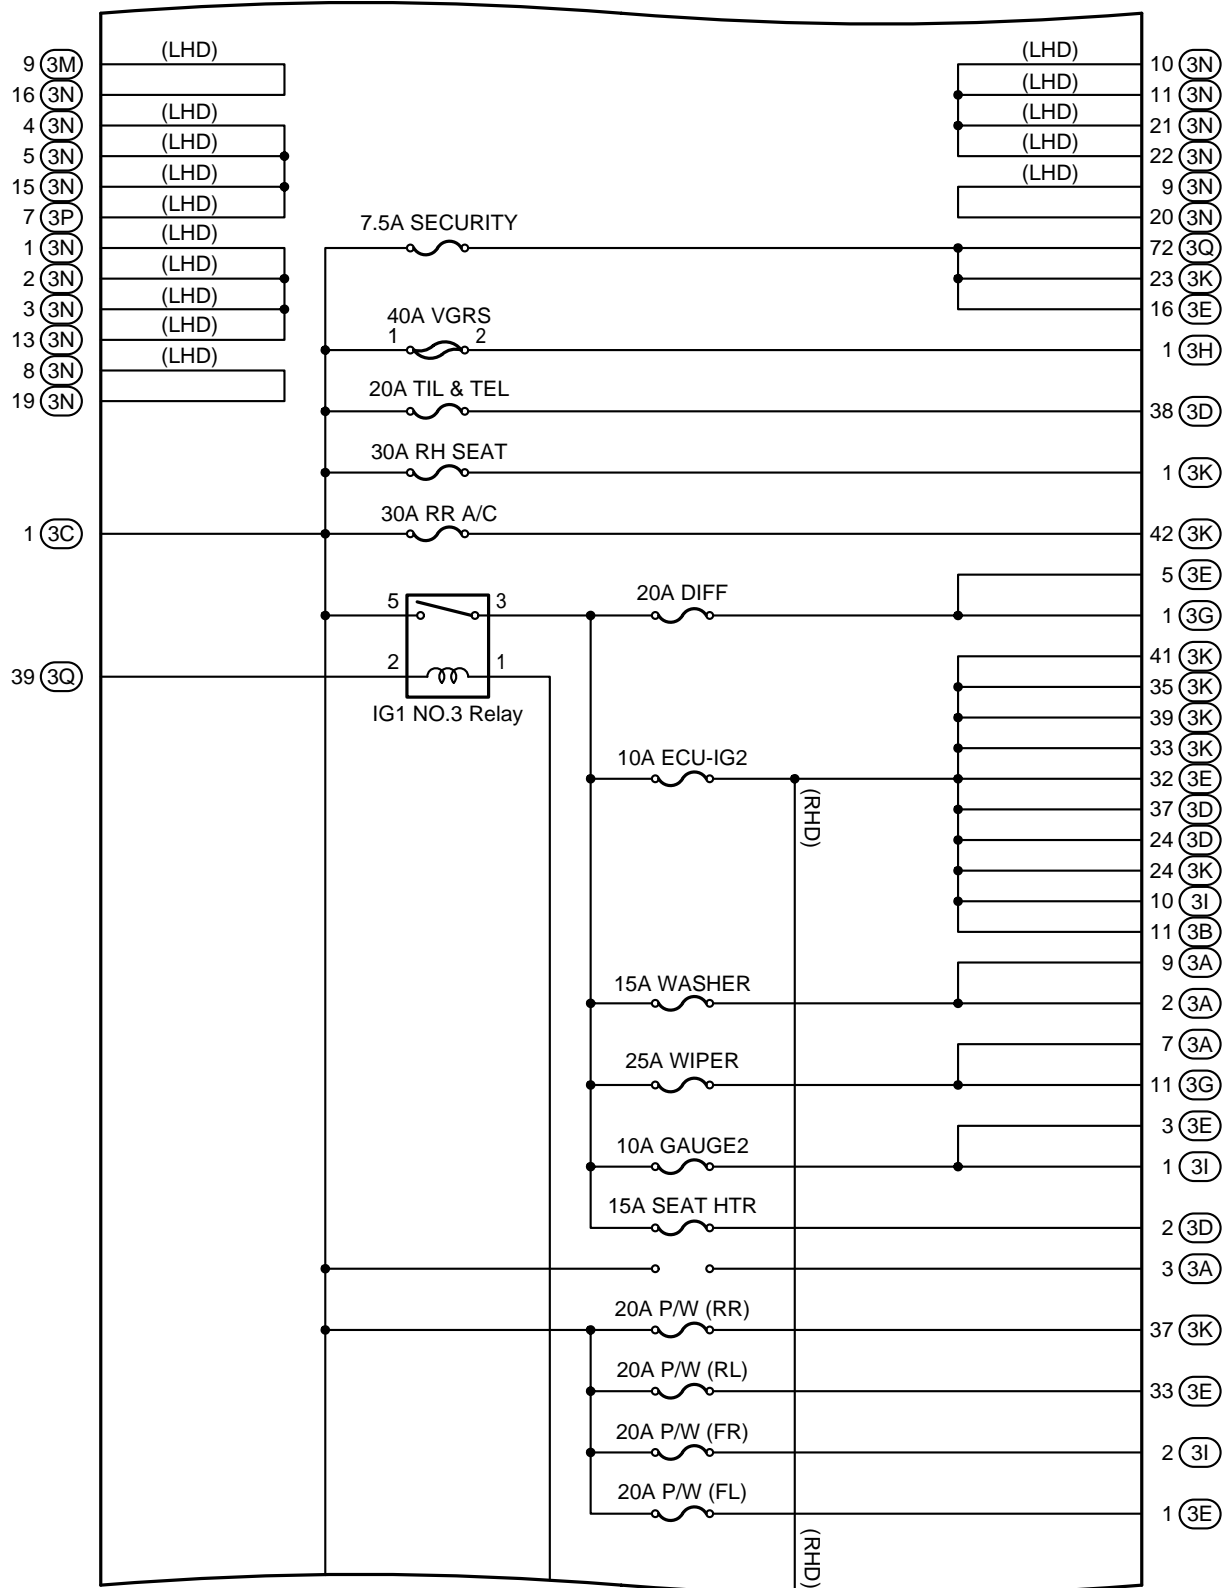 (LHD) (LHD)
9 3M 10 3N
(LHD)
16 3N 11 3N
(LHD) (LHD)
4 3N 21 3N
(LHD) (LHD)
5 3N 22 3N
(LHD) (LHD)
15 3N 9 3N
(LHD)
7 3P 20 3N
(LHD) 7.5A SECURITY
1 3N 72 3Q
(LHD)
2 3N 23 3K
(LHD)
3 3N 16 3E
(LHD) 40A VGRS
13 3N 1 2 1 3H
(LHD)
8 3N
20A TIL & TEL
19 3N 38 3D
30A RH SEAT
1 3K
30A RR A/C
1 3C 42 3K
5 3E
20A DIFF
5 3 1 3G
41 3K
2 1
39 3Q 35 3K
IG1 NO.3 Relay 39 3K
33 3K
10A ECU-IG2
32 3E
(RHD)
37 3D
24 3D
24 3K
10 3I
11 3B
9 3A
15A WASHER
2 3A
7 3A
25A WIPER
11 3G
3 3E
10A GAUGE2
1 3I
15A SEAT HTR
2 3D
3 3A
20A P/W (RR)
37 3K
20A P/W (RL)
33 3E
20A P/W (FR)
2 3I
20A P/W (FL)
1 3E
(RHD)